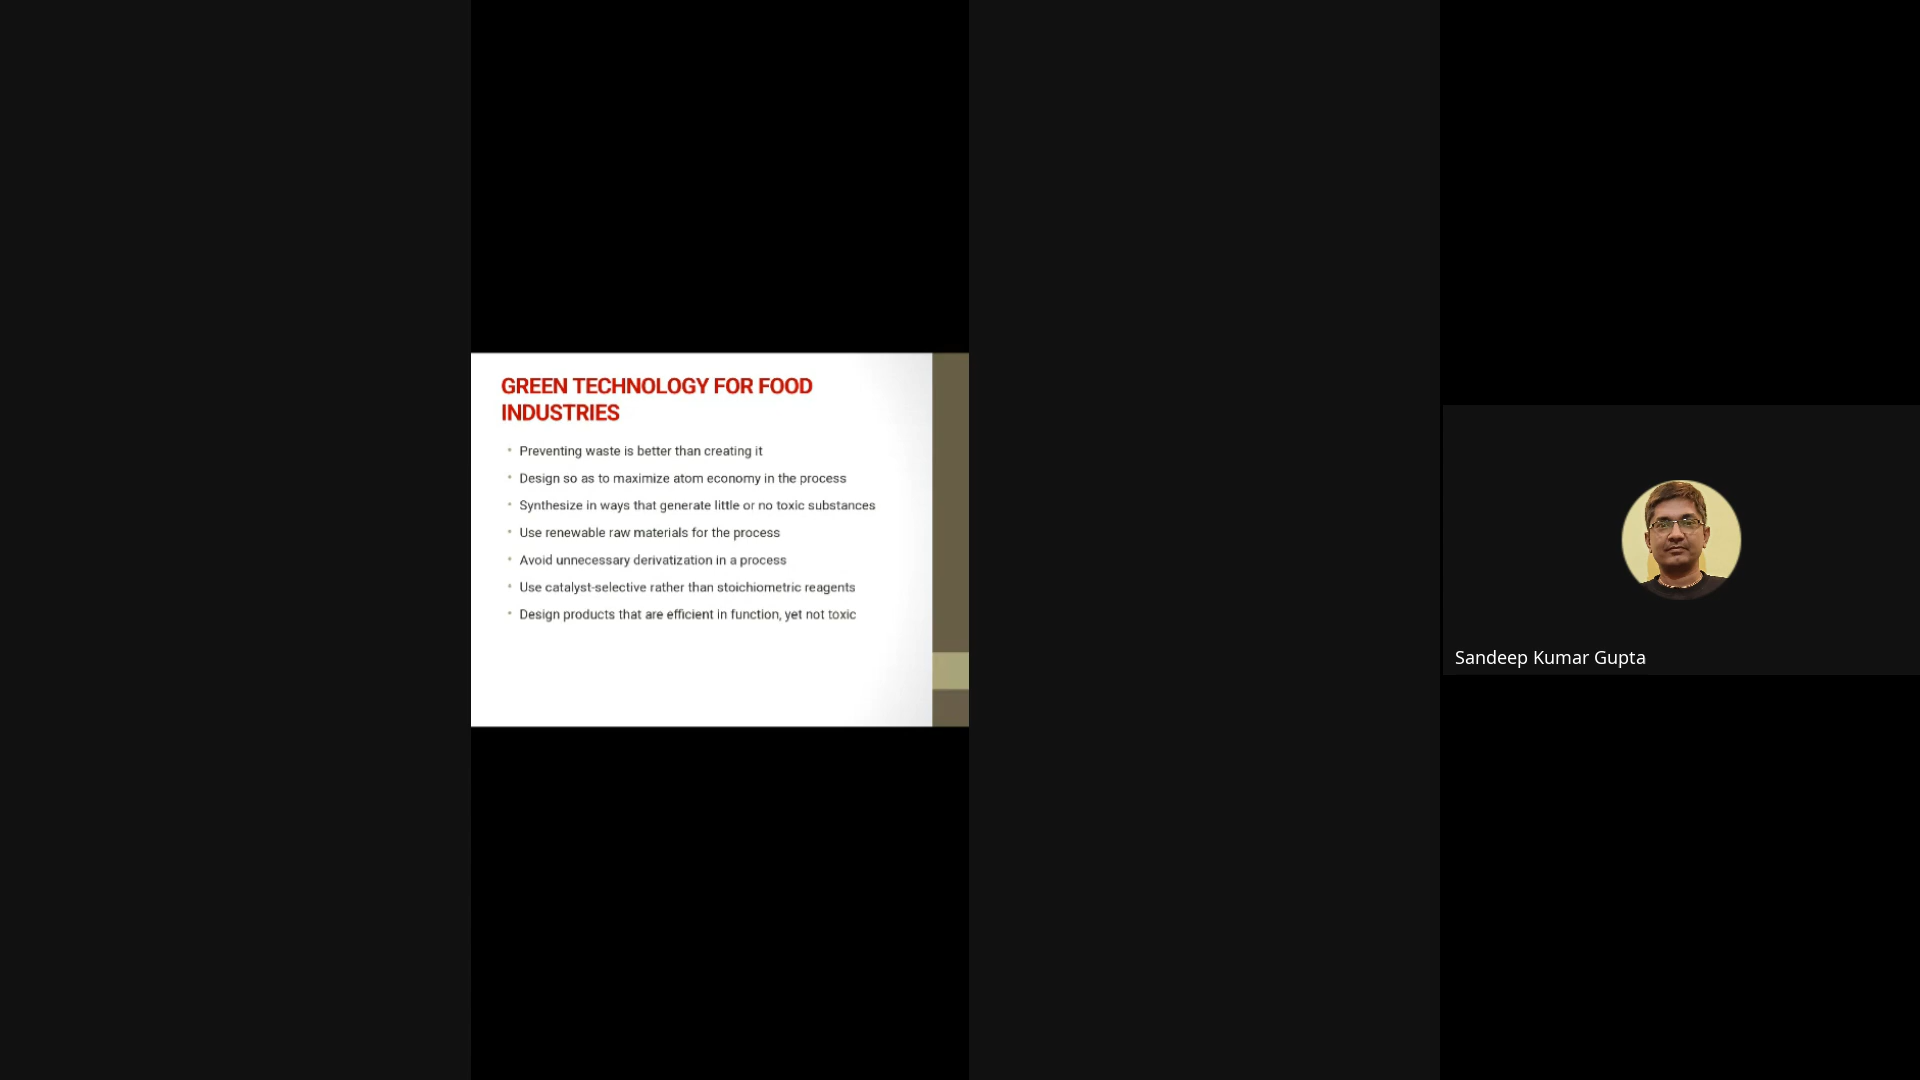 GREEN TECHNOLOGY FOR FOOD
INDUSTRIES
• Preventing waste is better than creating it
• Design so as to maximize atom economy in the process
• Synthesize in ways that generate little or no toxic substances
• Use renewable raw materials for the process
• Avoid unnecessary derivatization in a process
• Use catalyst-selective rather than stoichiometric reagents
• Design products that are efficient in function, yet not toxic
Sandeep Kumar Gupta